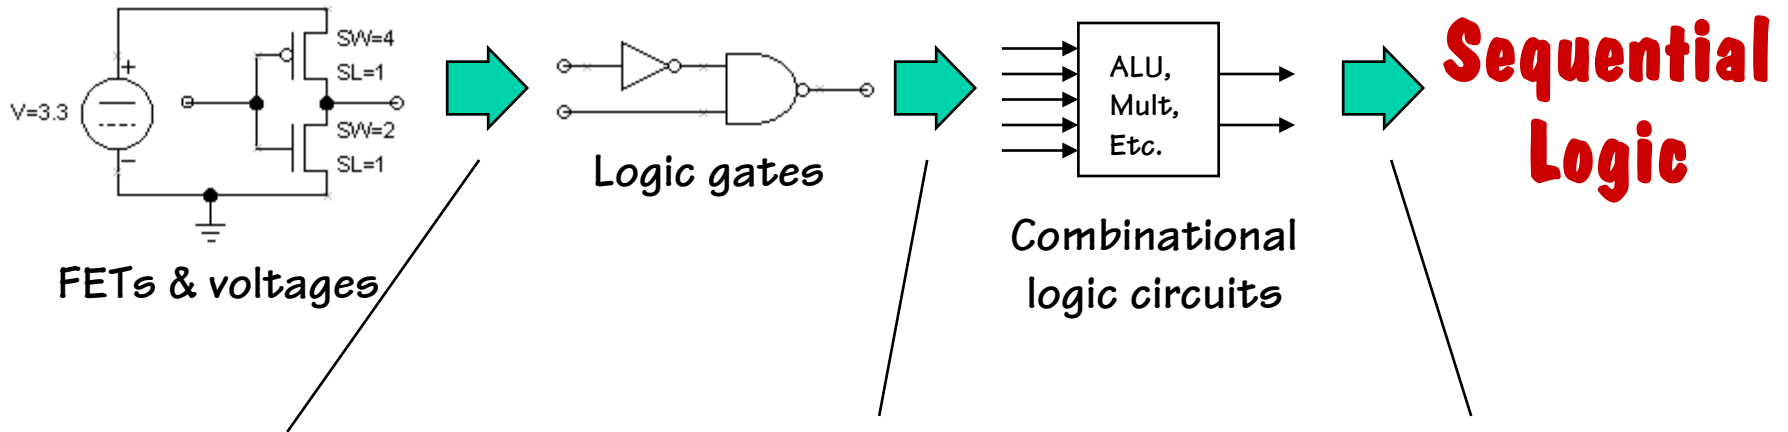 V=3.3
+
−
SW=4
SL=1
SW=2
SL=1
FETs & voltages
Logic gates
ALU,
Mult,
Etc.
Combinational
logic circuits
Sequential
Logic